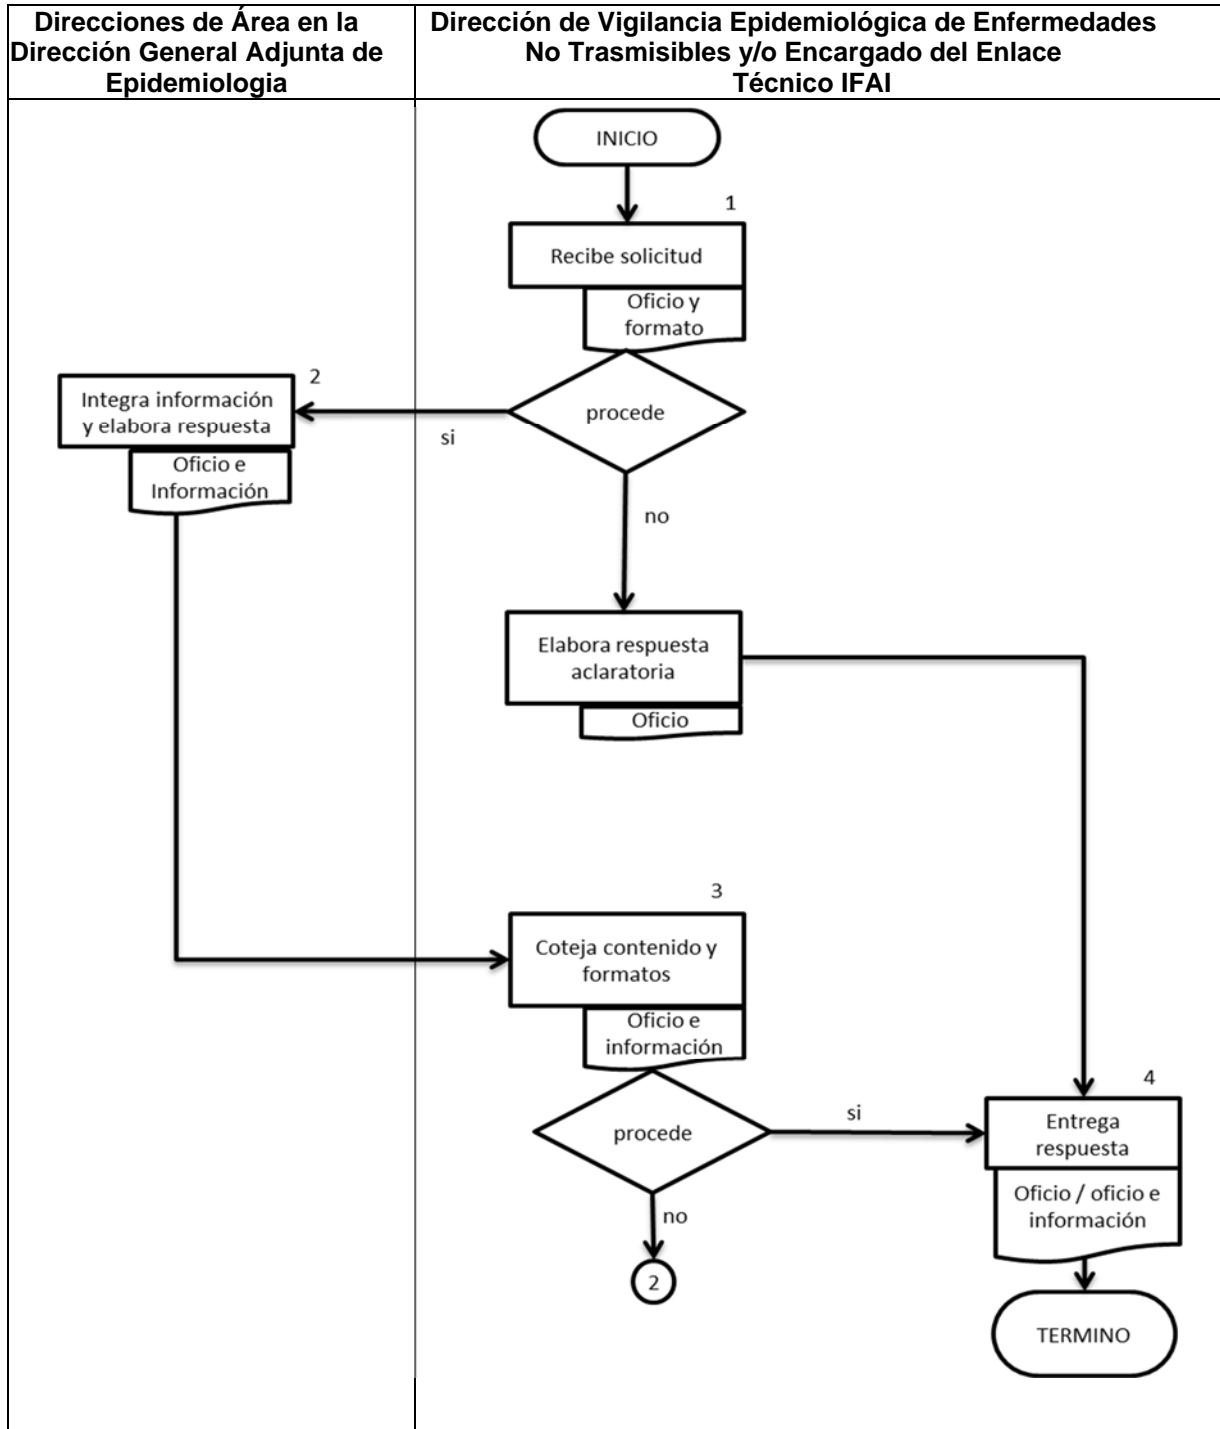 Direcciones de Área en la
Dirección General Adjunta de
Epidemiologia
Dirección de Vigilancia Epidemiológica de Enfermedades
No Trasmisibles y/o Encargado del Enlace
Técnico IFAI
INICIO
1
Recibe solicitud
Oficio y
formato
procede
si
2
Integra información
y elabora respuesta
Oficio e
Información
no
Elabora respuesta
aclaratoria
Oficio
3
Coteja contenido y
formatos
Oficio e
información
procede
si
no
2
4
Entrega
respuesta
Oficio / oficio e
información
TERMINO